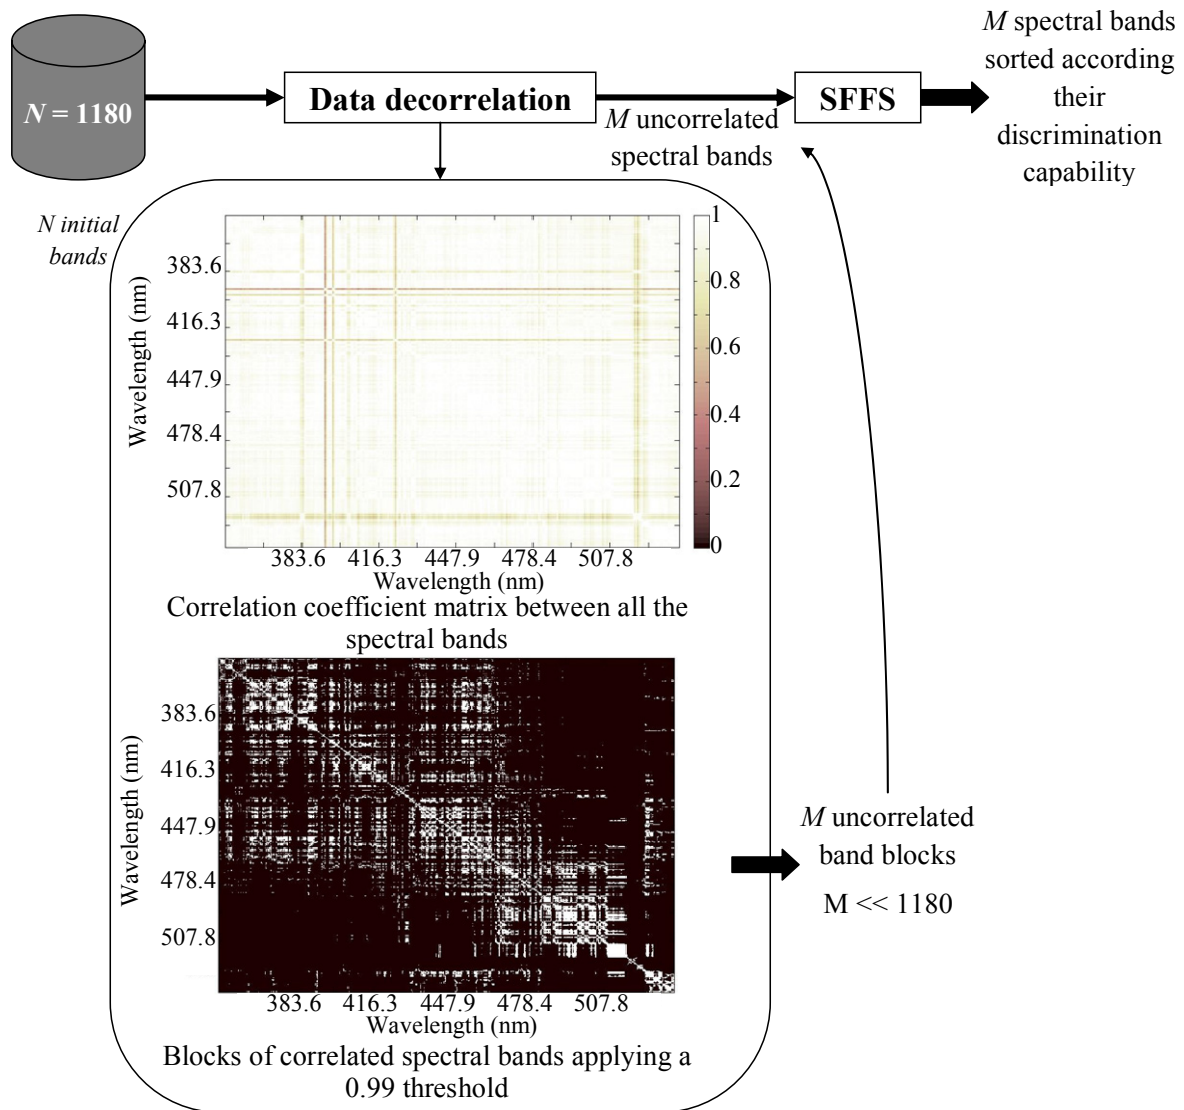 N = 1180
Data decorrelation
M uncorrelated
spectral bands
SFFS
M spectral bands
sorted according
their
discrimination
capability
N initial
bands
Wavelength (nm)
383.6
416.3
447.9
478.4
507.8
1
0.8
0.6
0.4
0.2
0
383.6 416.3 447.9 478.4 507.8
Wavelength (nm)
Correlation coefficient matrix between all the
spectral bands
Wavelength (nm)
383.6
416.3
447.9
478.4
507.8
383.6 416.3 447.9 478.4 507.8
Wavelength (nm)
Blocks of correlated spectral bands applying a
0.99 threshold
M uncorrelated
band blocks
M << 1180